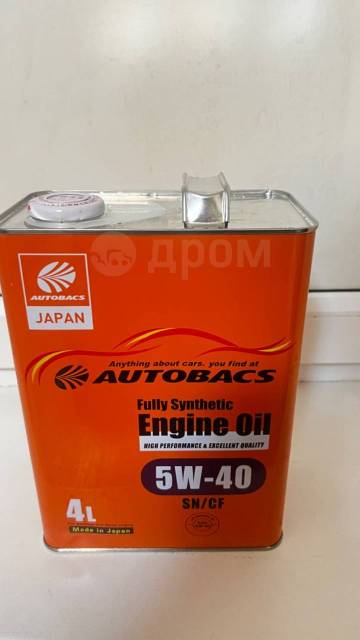 дром
AUTOBACS
JAPAN
Anything about cars, you find at
AUTOBACS
Fully Synthetic
Engine Oil
HIGH PERFORMANCE & EXCELLENT QUALITY
5W-40
SN/CF
4L
Made in Japan